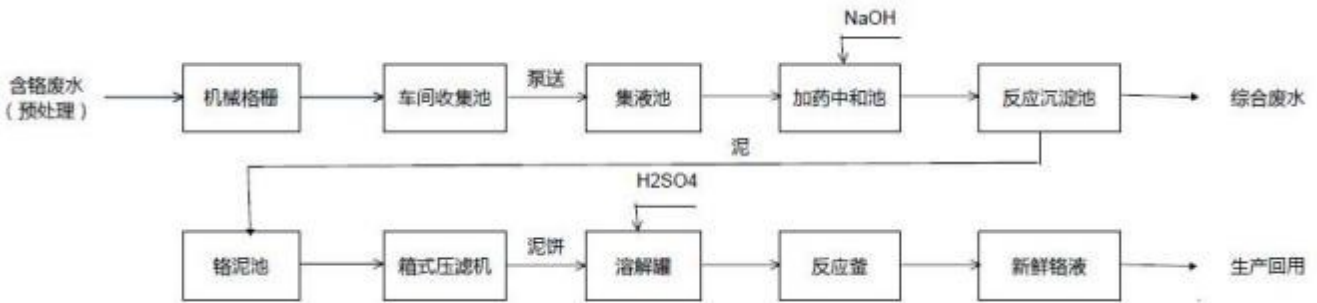 NaOH
含铬废水
（预处理）
机械格栅
车间收集池
泵送
集液池
加药中和池
反应沉淀池
综合废水
泥
H2SO4
铬泥池
箱式压滤机
泥饼
溶解罐
反应釜
新鲜铬液
生产回用